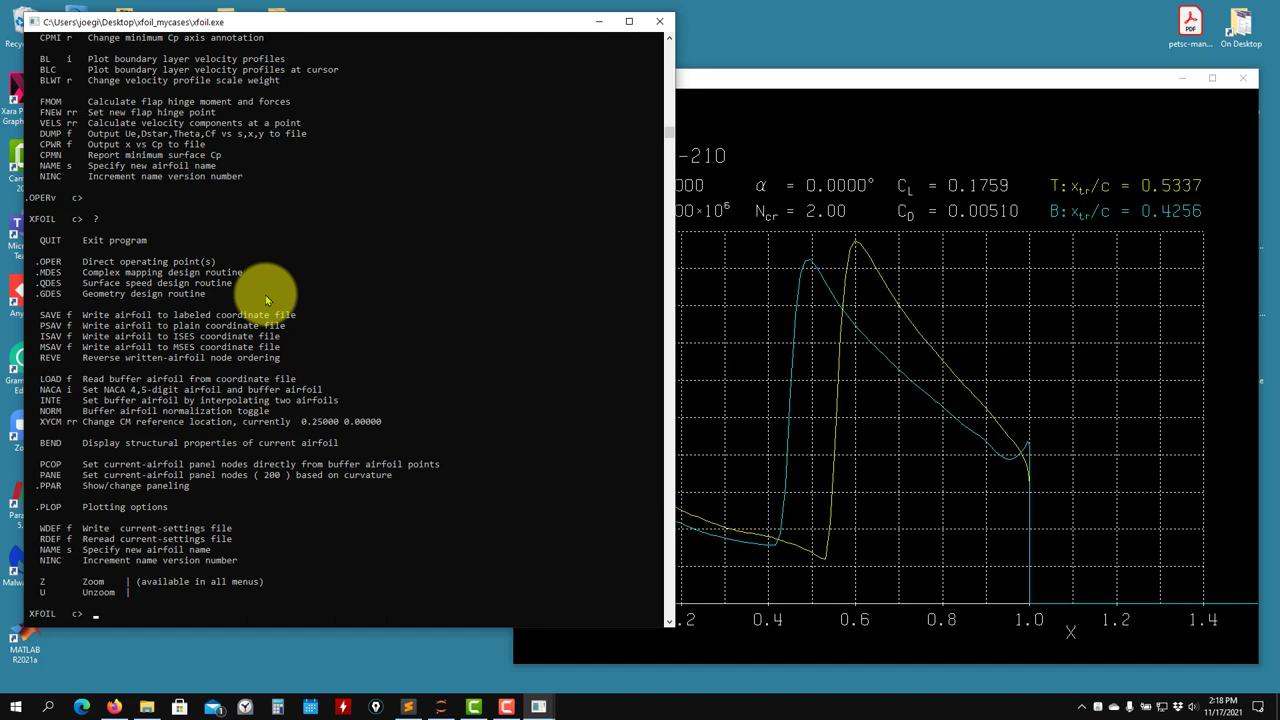 C:\Users\joegi\Desktop\xfoil_mycases\xfoil.exe
CPMI r Change minimum Cp axis annotation
BL i Plot boundary layer velocity profiles
BLC Plot boundary layer velocity profiles at cursor
BLWT r Change velocity profile scale weight
FMOM Calculate flap hinge moment and forces
FNEW rr Set new flap hinge point
VELS rr Calculate velocity components at a point
DUMP f Output Ue,Dstar,Theta,Cf vs s,x,y to file
CPWR f Output x vs Cp to file
CPMN Report minimum surface Cp
NAME s Specify new airfoil name
NINC Increment name version number
.OPERv c>
XFOIL c> ?
QUIT Exit program
.OPER Direct operating point(s)
.MDES Complex mapping design routine
.QDES Surface speed design routine
.GDES Geometry design routine
SAVE f Write airfoil to labeled coordinate file
PSAV f Write airfoil to plain coordinate file
ISAV f Write airfoil to ISES coordinate file
MSAV f Write airfoil to MSES coordinate file
REVE Reverse written-airfoil node ordering
LOAD f Read buffer airfoil from coordinate file
NACA i Set NACA 4,5-digit airfoil and buffer airfoil
INTE Set buffer airfoil by interpolating two airfoils
NORM Buffer airfoil normalization toggle
XYCM rr Change CM reference location, currently 0.25000 0.00000
BEND Display structural properties of current airfoil
PCOP Set current-airfoil panel nodes directly from buffer airfoil points
PANE Set current-airfoil panel nodes ( 200 ) based on curvature
.PPAR Show/change paneling
.PLOP Plotting options
WDEF f Write current-settings file
RDEF f Reread current-settings file
NAME s Specify new airfoil name
NINC Increment name version number
Z Zoom | (available in all menus)
U Unzoom |
XFOIL c>
-210
000 α = 0.0000° CL = 0.1759 T:xtr/c = 0.5337
00×10⁶ Ncr = 2.00 CD = 0.00510 B:xtr/c = 0.4256
.2 0.4 0.6 0.8 1.0 1.2 1.4
X
petsc-man...
On Desktop
MATLAB
R2021a
2:18 PM
11/17/2021